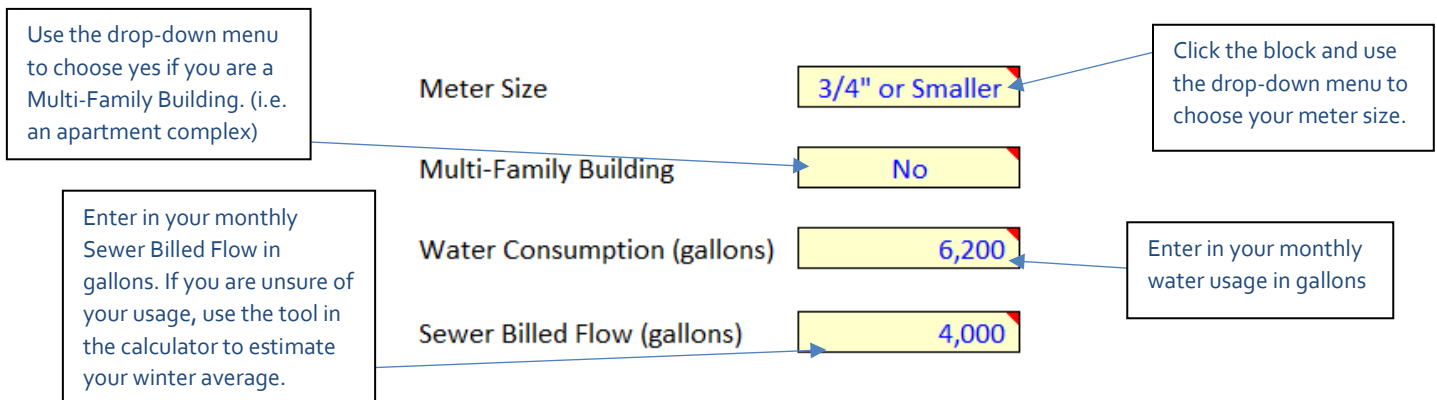 Use the drop-down menu
to choose yes if you are a
Multi-Family Building. (i.e.
an apartment complex)
Meter Size
3/4" or Smaller
Click the block and use
the drop-down menu to
choose your meter size.
Multi-Family Building
No
Enter in your monthly
Sewer Billed Flow in
gallons. If you are unsure of
your usage, use the tool in
the calculator to estimate
your winter average.
Water Consumption (gallons)
6,200
Enter in your monthly
water usage in gallons
Sewer Billed Flow (gallons)
4,000